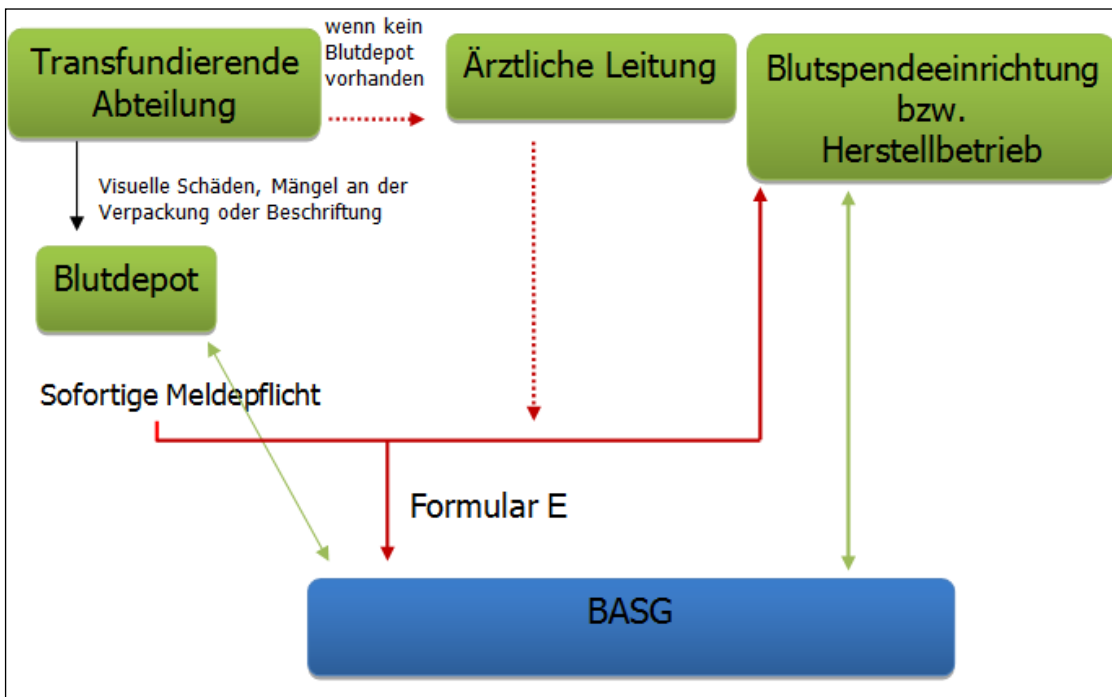 Transfundierende
Abteilung
wenn kein
Blutdepot
vorhanden
Ärztliche Leitung
Blutspendeeinrichtung
bzw.
Herstellbetrieb
Visuelle Schäden, Mängel an der
Verpackung oder Beschriftung
Blutdepot
Sofortige Meldepflicht
Formular E
BASG